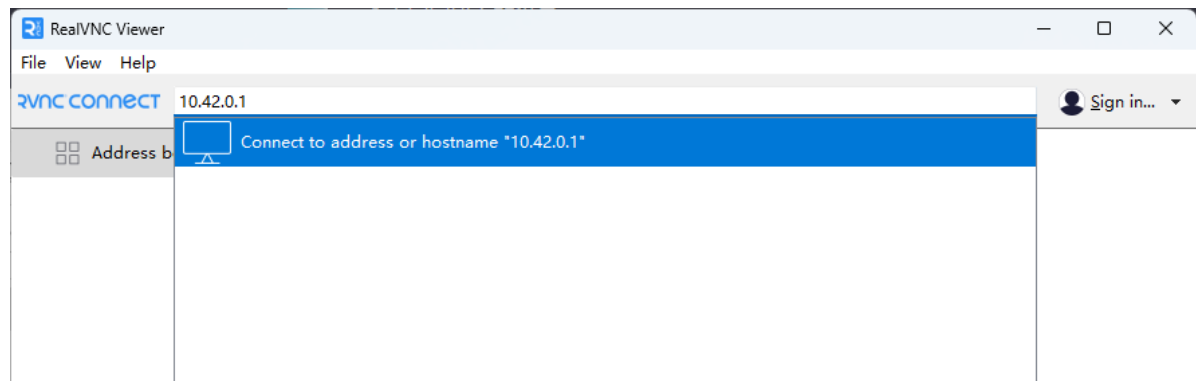 RealVNC Viewer
File View Help
RVNC CONNECT 10.42.0.1 Sign in...
Address b
Connect to address or hostname "10.42.0.1"